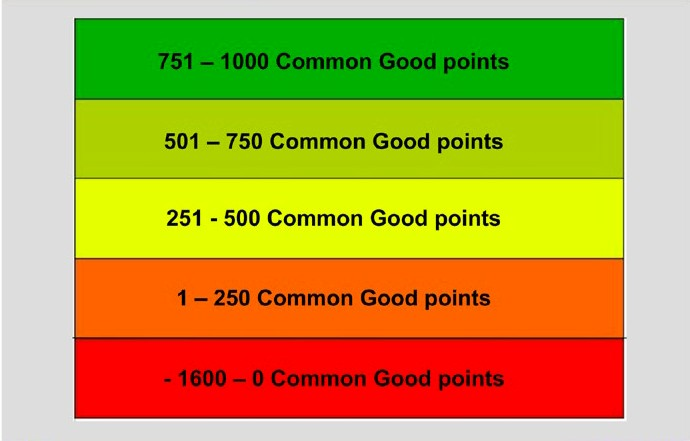 751 – 1000 Common Good points
501 – 750 Common Good points
251 - 500 Common Good points
1 – 250 Common Good points
- 1600 – 0 Common Good points